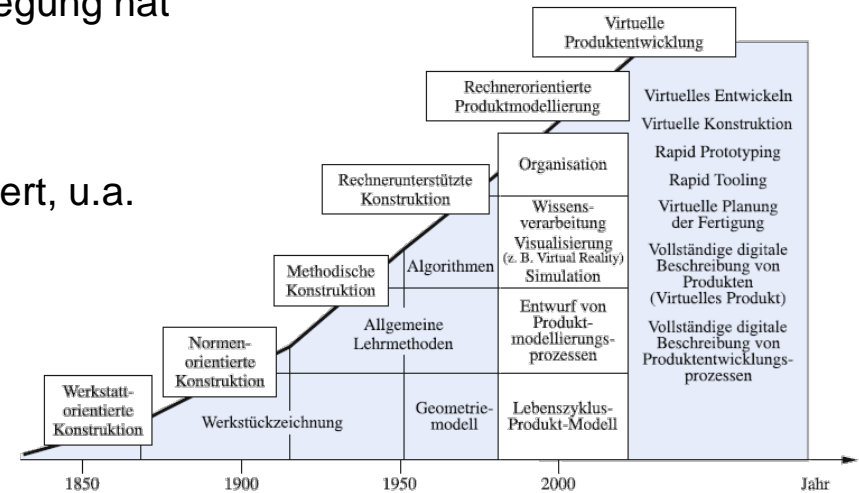 egung hat
ert, u.a.
Virtuelle
Produktentwicklung
Rechnerorientierte
Produktmodellierung
Rechnerunterstützte
Konstruktion
Methodische
Konstruktion
Normen-
orientierte
Konstruktion
Werkstatt-
orientierte
Konstruktion
Werkstückzeichnung
Allgemeine
Lehrmethoden
Algorithmen
Geometrie-
modell
Organisation
Wissens-
verarbeitung
Visualisierung
(z. B. Virtual Reality)
Simulation
Entwurf von
Produkt-
modellierungs-
prozessen
Lebenszyklus-
Produkt-Modell
Virtuelles Entwickeln
Virtuelle Konstruktion
Rapid Prototyping
Rapid Tooling
Virtuelle Planung
der Fertigung
Vollständige digitale
Beschreibung von
Produkten
(Virtuelles Produkt)
Vollständige digitale
Beschreibung von
Produktentwicklungs-
prozessen
1850
1900
1950
2000
Jahr